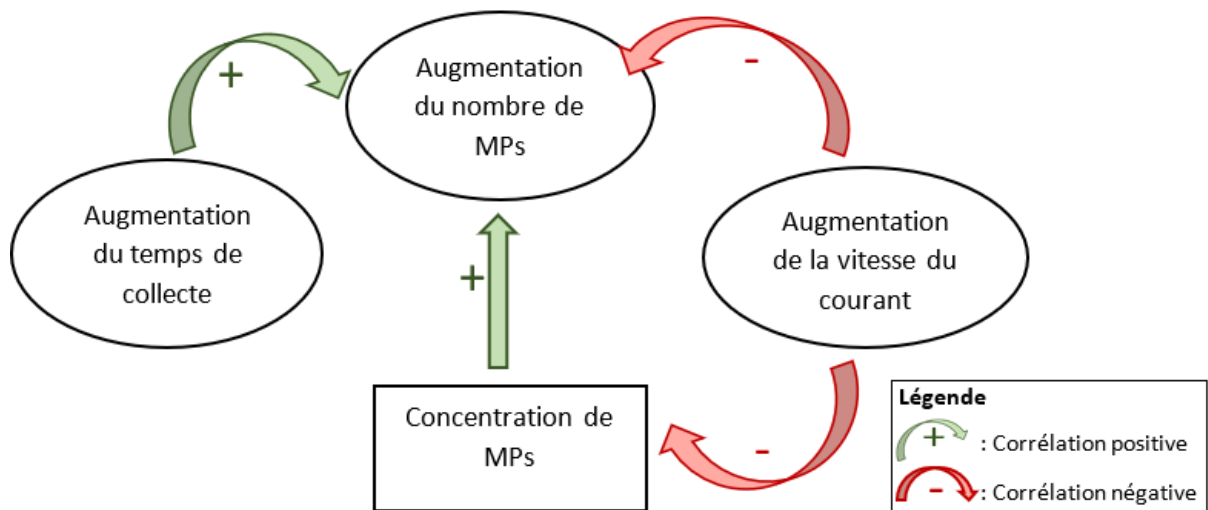 Augmentation
du nombre de
MPs
+
-
Augmentation
du temps de
collecte
Augmentation
de la vitesse du
courant
+
Concentration de
MPs
-
Légende
+ : Corrélation positive
- : Corrélation négative